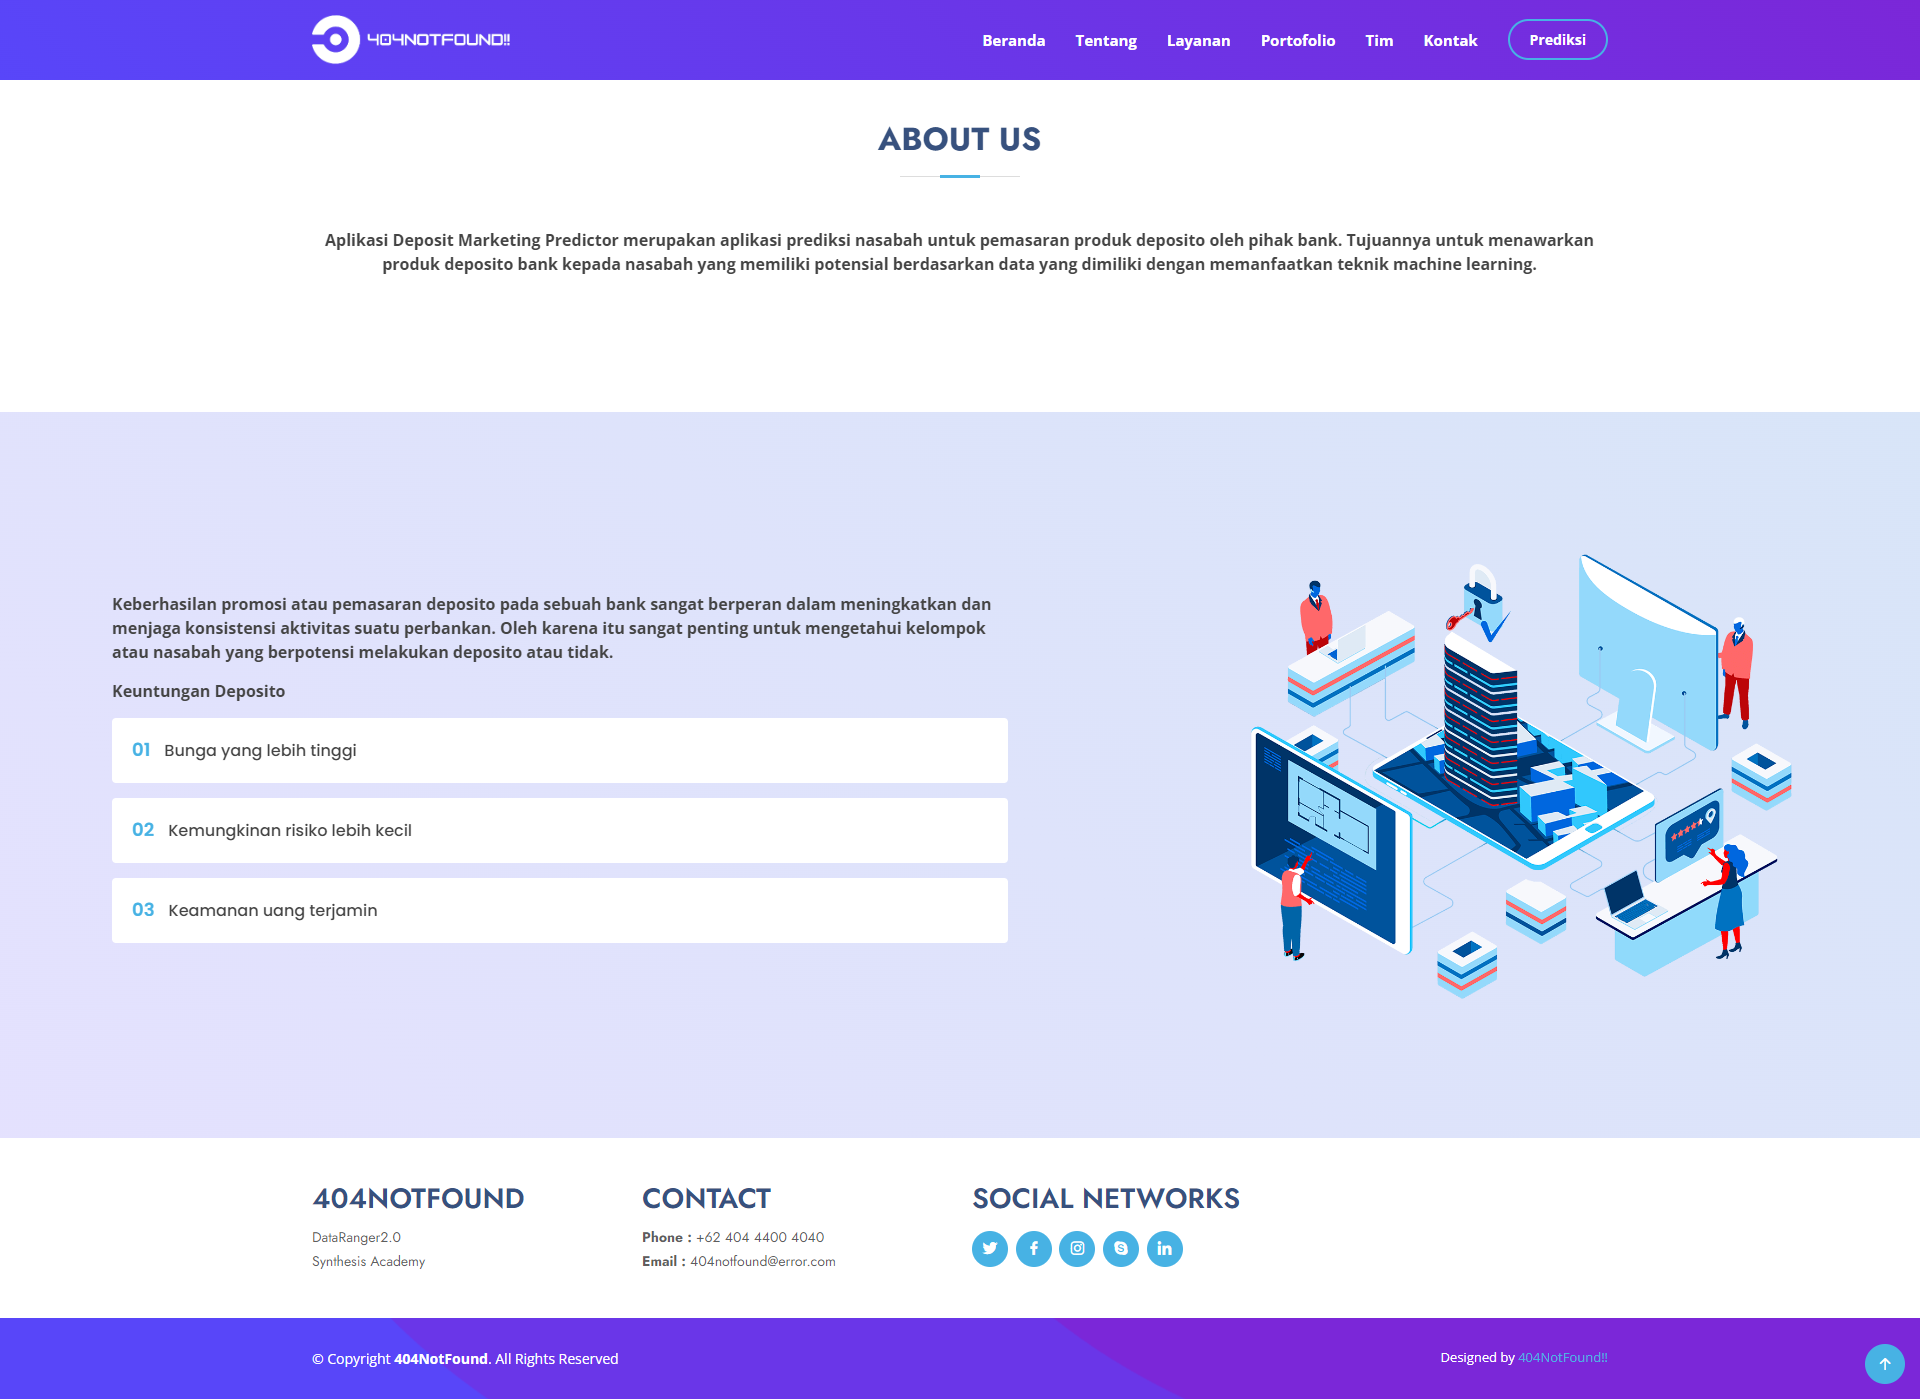 404NOTFOUND!!
Beranda
Tentang
Layanan
Portofolio
Tim
Kontak
Prediksi
ABOUT US
Aplikasi Deposit Marketing Predictor merupakan aplikasi prediksi nasabah untuk pemasaran produk deposito oleh pihak bank. Tujuannya untuk menawarkan
produk deposito bank kepada nasabah yang memiliki potensial berdasarkan data yang dimiliki dengan memanfaatkan teknik machine learning.
Keberhasilan promosi atau pemasaran deposito pada sebuah bank sangat berperan dalam meningkatkan dan
menjaga konsistensi aktivitas suatu perbankan. Oleh karena itu sangat penting untuk mengetahui kelompok
atau nasabah yang berpotensi melakukan deposito atau tidak.
Keuntungan Deposito
01 Bunga yang lebih tinggi
02 Kemungkinan risiko lebih kecil
03 Keamanan uang terjamin
404NOTFOUND
DataRanger2.0
Synthesis Academy
CONTACT
Phone : +62 404 4400 4040
Email : 404notfound@error.com
SOCIAL NETWORKS
© Copyright 404NotFound. All Rights Reserved
Designed by 404NotFound!!